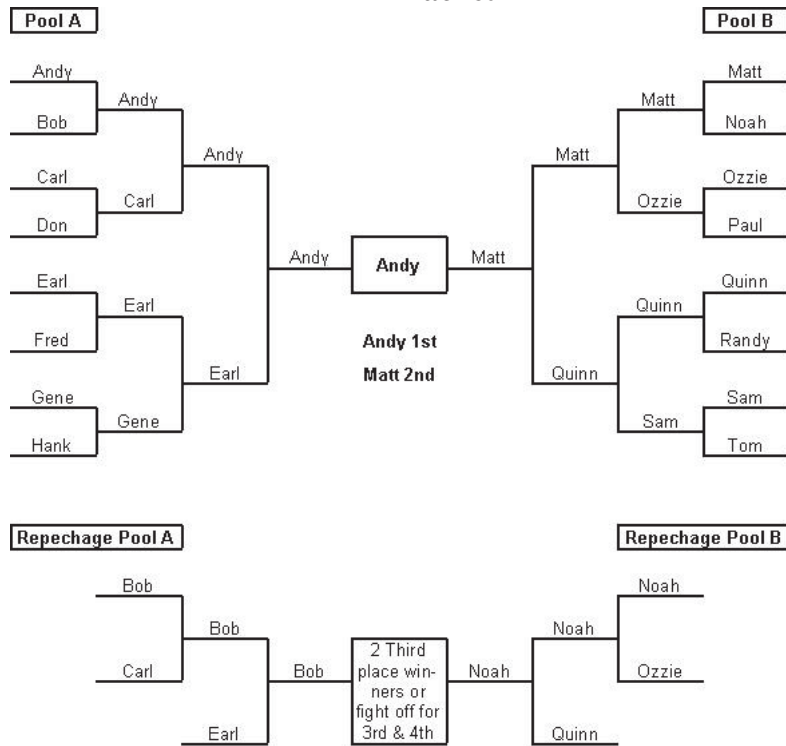 Pool A
Pool B
Andy
Bob
Carl
Don
Earl
Fred
Gene
Hank
Andy
Carl
Earl
Gene
Andy
Earl
Andy
Andy
Matt
Andy 1st
Matt 2nd
Matt
Quinn
Matt
Ozzie
Quinn
Sam
Matt
Noah
Ozzie
Paul
Quinn
Randy
Sam
Tom
Repechage Pool A
Repechage Pool B
Bob
Carl
Bob
Earl
Bob
2 Third
place win-
ners or
fight off for
3rd & 4th
Noah
Noah
Quinn
Noah
Ozzie